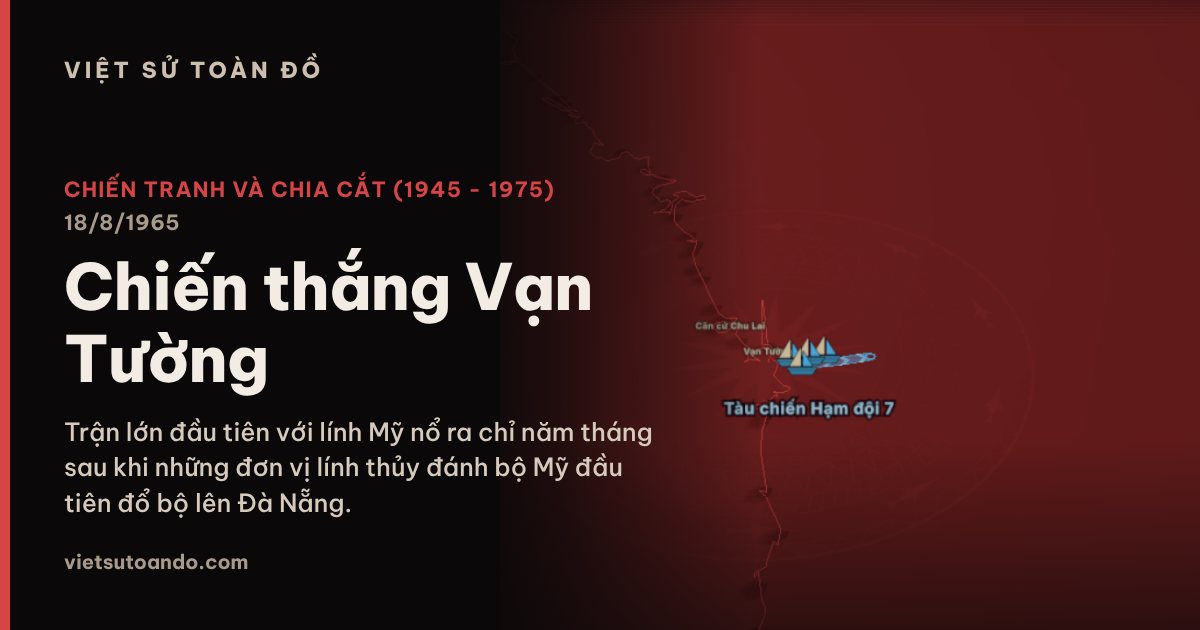 VIỆT SỬ TOÀN ĐỒ
CHIẾN TRANH VÀ CHIA CẮT (1945 - 1975)
18/8/1965
Chiến thắng Vạn
Tường
Trận lớn đầu tiên với lính Mỹ nổ ra chỉ năm tháng
sau khi những đơn vị lính thủy đánh bộ Mỹ đầu
tiên đổ bộ lên Đà Nẵng.
vietsutoando.com
Căn cứ Chu Lai
Vạn
Tàu chiến Hạm đội 7